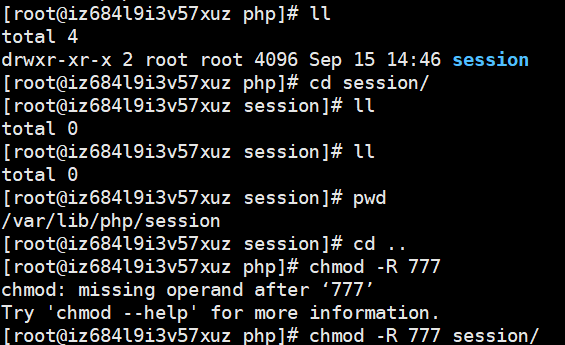 [root@iz684l9i3v57xuz php]# ll
total 4
drwxr-xr-x 2 root root 4096 Sep 15 14:46 session
[root@iz684l9i3v57xuz php]# cd session/
[root@iz684l9i3v57xuz session]# ll
total 0
[root@iz684l9i3v57xuz session]# ll
total 0
[root@iz684l9i3v57xuz session]# pwd
/var/lib/php/session
[root@iz684l9i3v57xuz session]# cd ..
[root@iz684l9i3v57xuz php]# chmod -R 777
chmod: missing operand after ‘777’
Try 'chmod --help' for more information.
[root@iz684l9i3v57xuz php]# chmod -R 777 session/